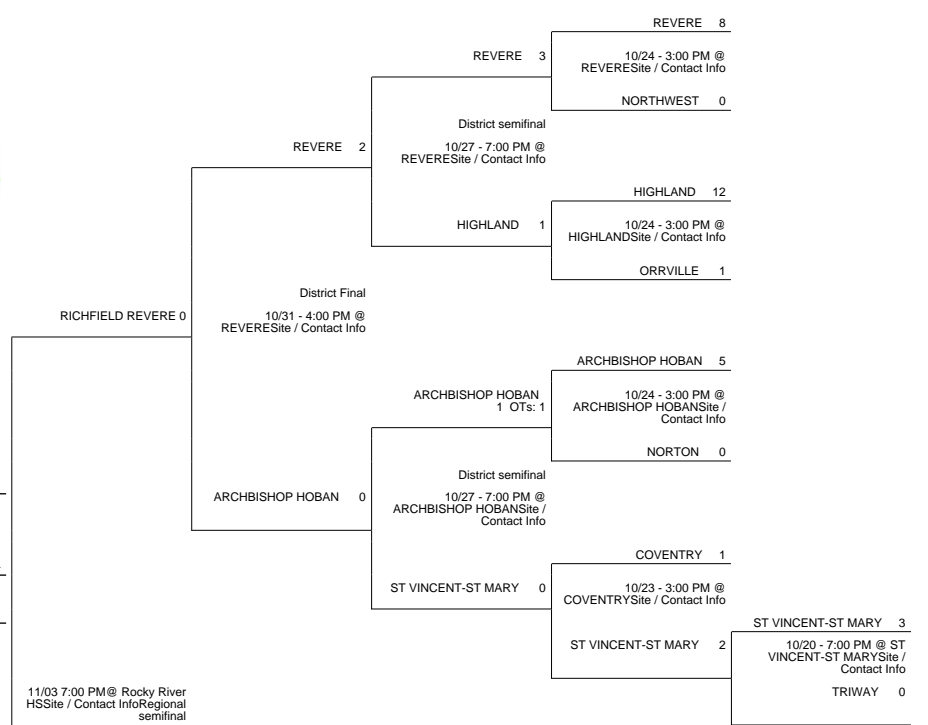 REVERE 8
REVERE 3
10/24 - 3:00 PM @
REVERESite / Contact Info
NORTHWEST 0
District semifinal
REVERE 2
10/27 - 7:00 PM @
REVERESite / Contact Info
HIGHLAND 12
HIGHLAND 1
10/24 - 3:00 PM @
HIGHLANDSite / Contact Info
ORRVILLE 1
District Final
RICHFIELD REVERE 0
10/31 - 4:00 PM @
REVERESite / Contact Info
ARCHBISHOP HOBAN 5
ARCHBISHOP HOBAN
1 OTs: 1
10/24 - 3:00 PM @
ARCHBISHOP HOBANSite /
Contact Info
NORTON 0
District semifinal
ARCHBISHOP HOBAN 0
10/27 - 7:00 PM @
ARCHBISHOP HOBANSite /
Contact Info
COVENTRY 1
ST VINCENT-ST MARY 0
10/23 - 3:00 PM @
COVENTRYSite / Contact Info
ST VINCENT-ST MARY 3
ST VINCENT-ST MARY 2
10/20 - 7:00 PM @ ST
VINCENT-ST MARYSite /
Contact Info
TRIWAY 0
11/03 7:00 PM@ Rocky River
HSSite / Contact InfoRegional
semifinal